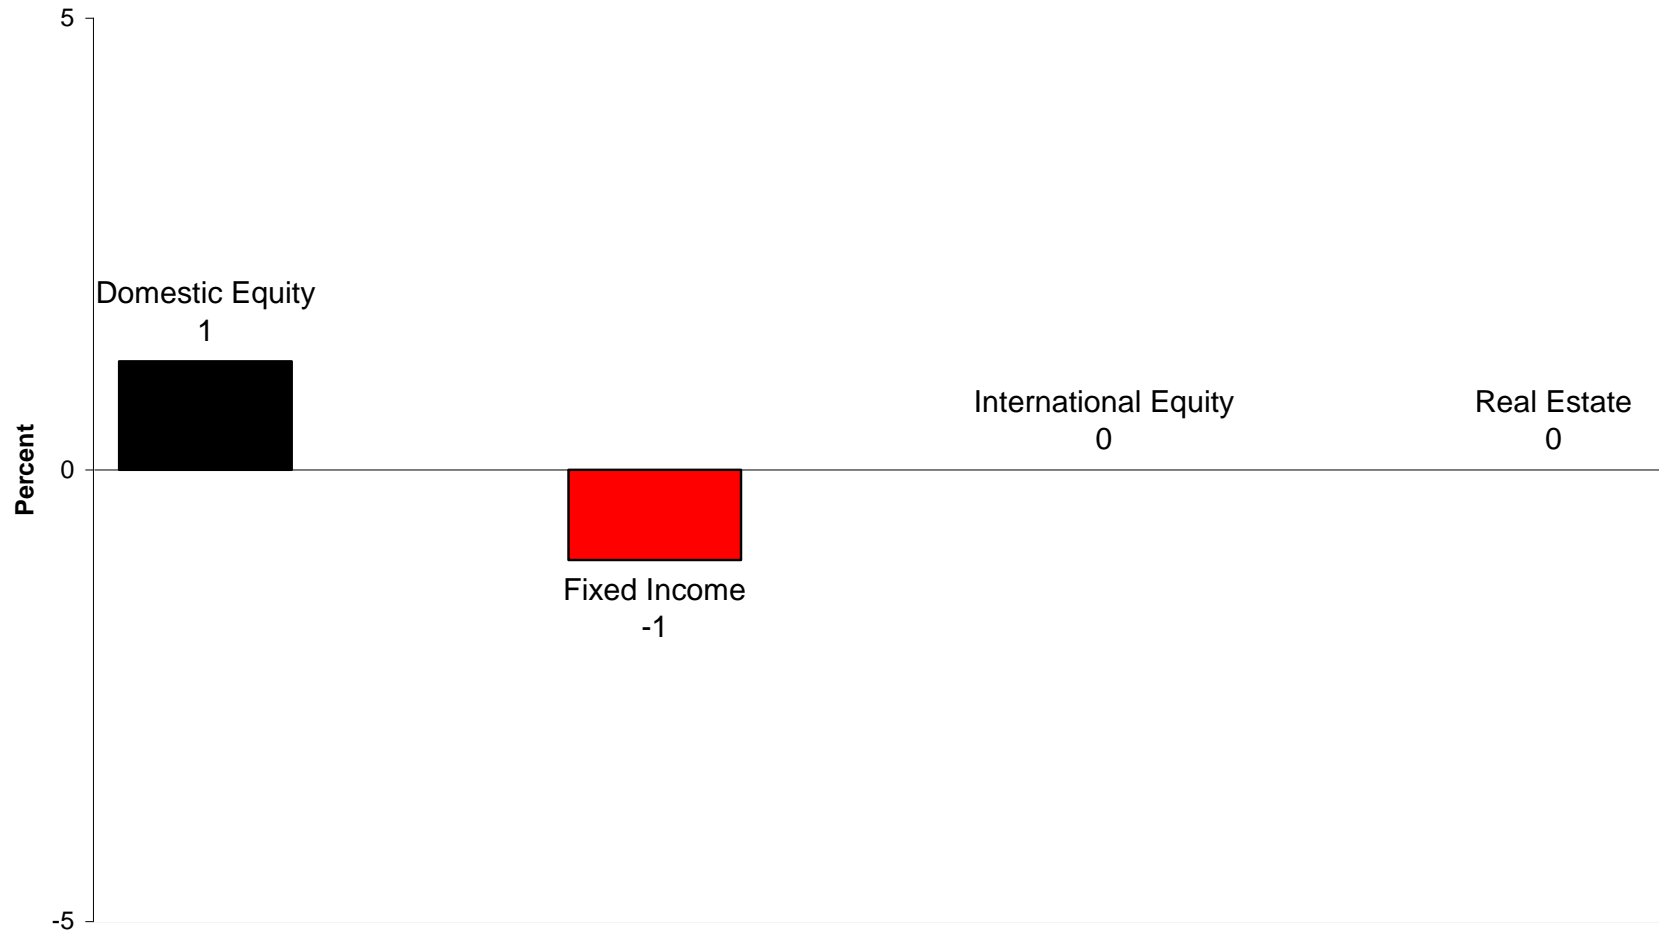 5
Domestic Equity
1
International Equity
0
Real Estate
0
Percent
0
Fixed Income
-1
-5